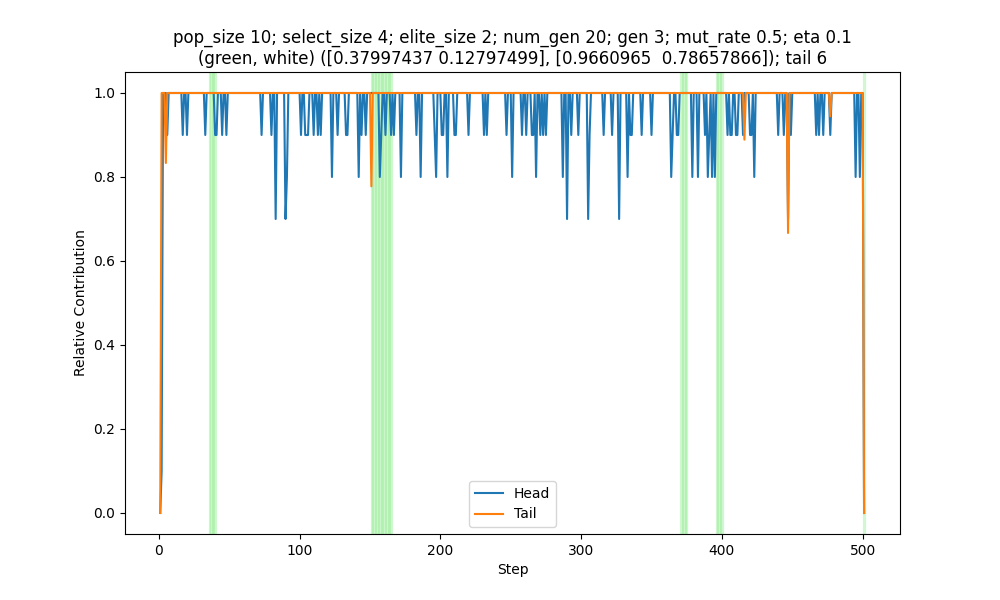 pop_size 10; select_size 4; elite_size 2; num_gen 20; gen 3; mut_rate 0.5; eta 0.1
(green, white) ([0.37997437 0.12797499], [0.9660965  0.78657866]); tail 6
1.0
0.8
0.6
0.4
0.2
0.0
Relative Contribution
Head
Tail
0
100
200
300
400
500
Step